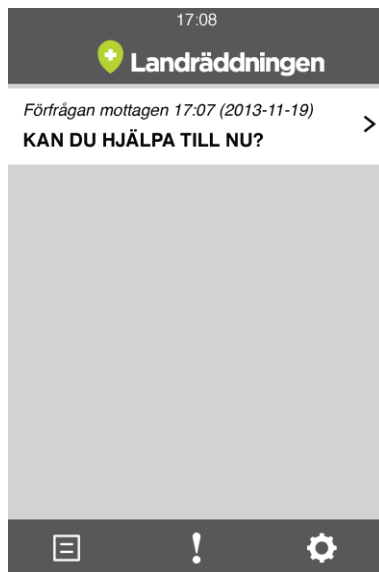 17:08
Landräddningen
Förfrågan mottagen 17:07 (2013-11-19)
KAN DU HJÄLPA TILL NU?